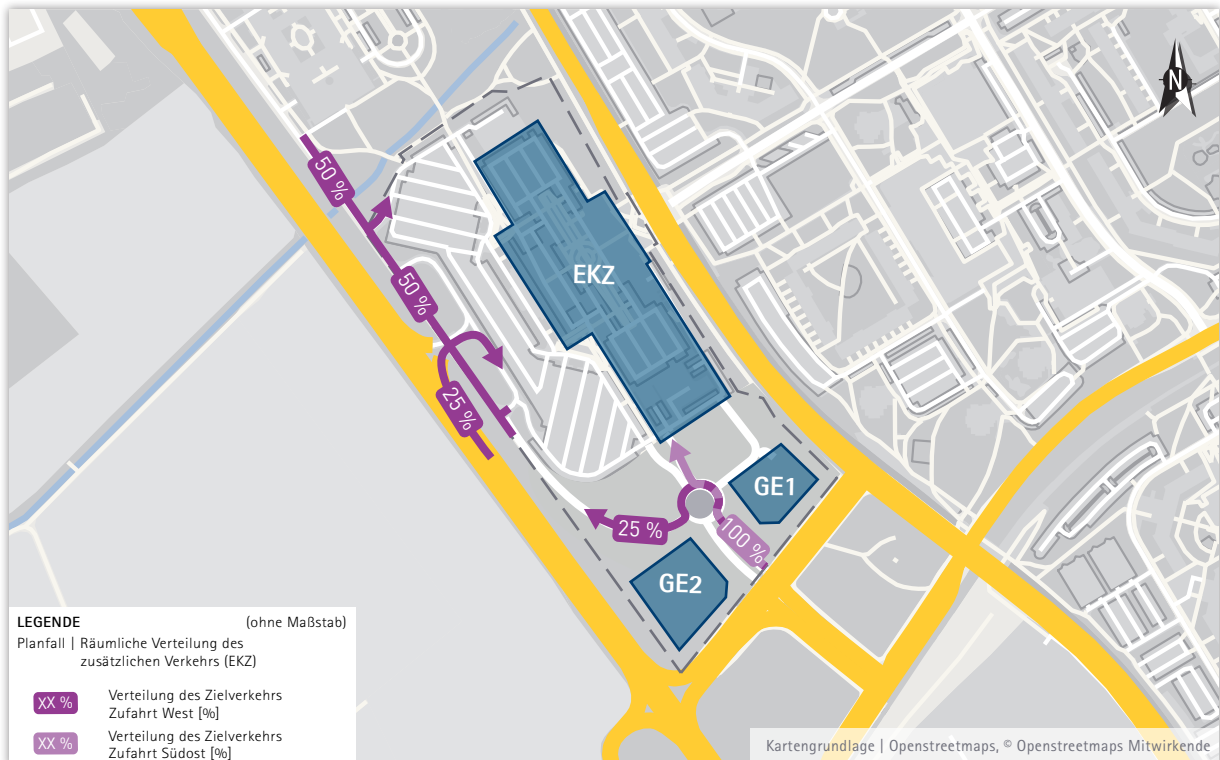 N
50 %
50 %
25 %
EKZ
GE1
25 %
100 %
GE2
LEGENDE (ohne Maßstab)
Planfall | Räumliche Verteilung des
zusätzlichen Verkehrs (EKZ)
XX % Verteilung des Zielverkehrs
Zufahrt West [%]
XX % Verteilung des Zielverkehrs
Zufahrt Südost [%]
Kartengrundlage | Openstreetmaps, © Openstreetmaps Mitwirkende